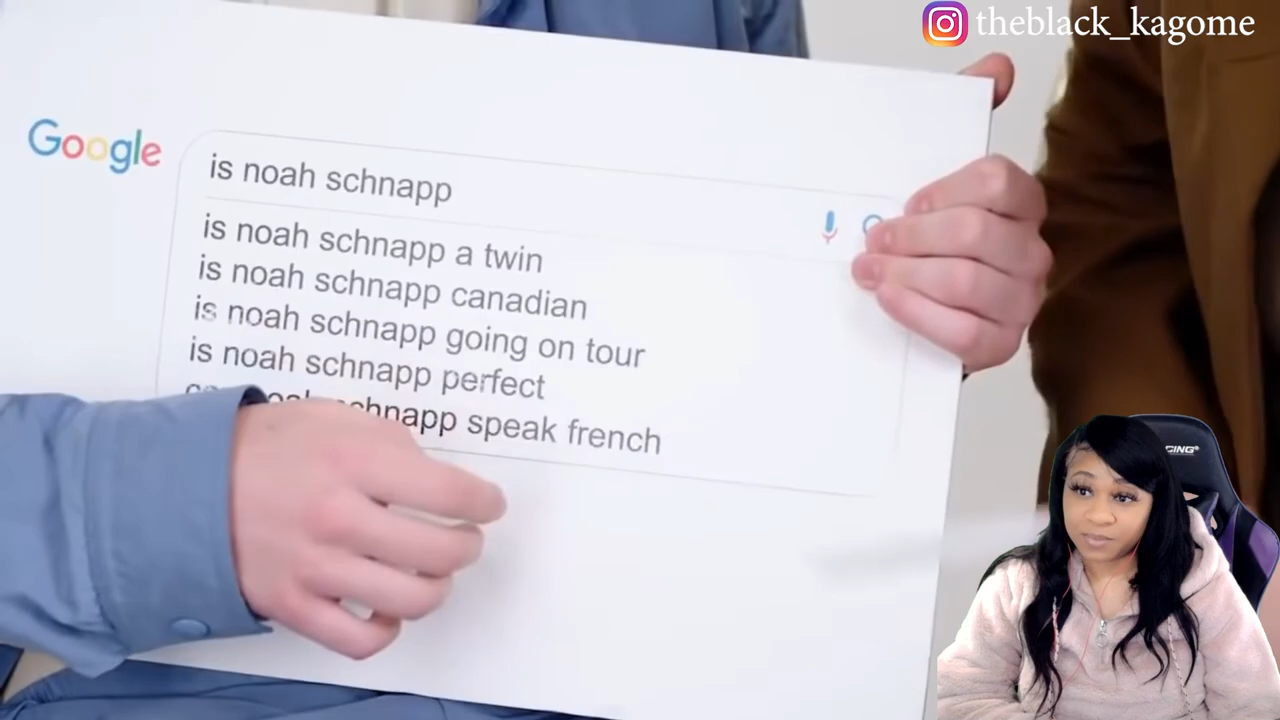 theblack_kagome
Google
is noah schnapp
is noah schnapp a twin
is noah schnapp canadian
is noah schnapp going on tour
is noah schnapp perfect
schnapp speak french
CING